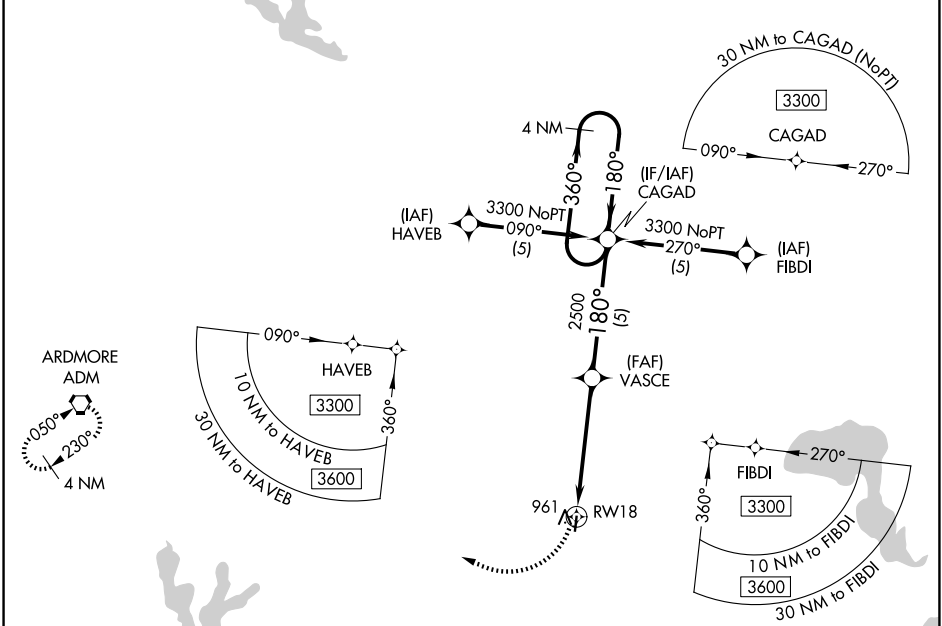 30 NM to CAGAD (NoPT)
3300
CAGAD
090°
270°
4 NM
360°
180°
(IF/IAF)
CAGAD
(IAF)
HAVEB
3300 NoPT
090°
(5)
3300 NoPT
270°
(5)
(IAF)
FIBDI
2500
180°
(5)
(FAF)
VASCE
ARDMORE
ADM
050°
230°
4 NM
090°
HAVEB
3300
360°
10 NM to HAVEB
3600
30 NM to HAVEB
961
RW18
270°
FIBDI
360°
3300
10 NM to FIBDI
3600
30 NM to FIBDI